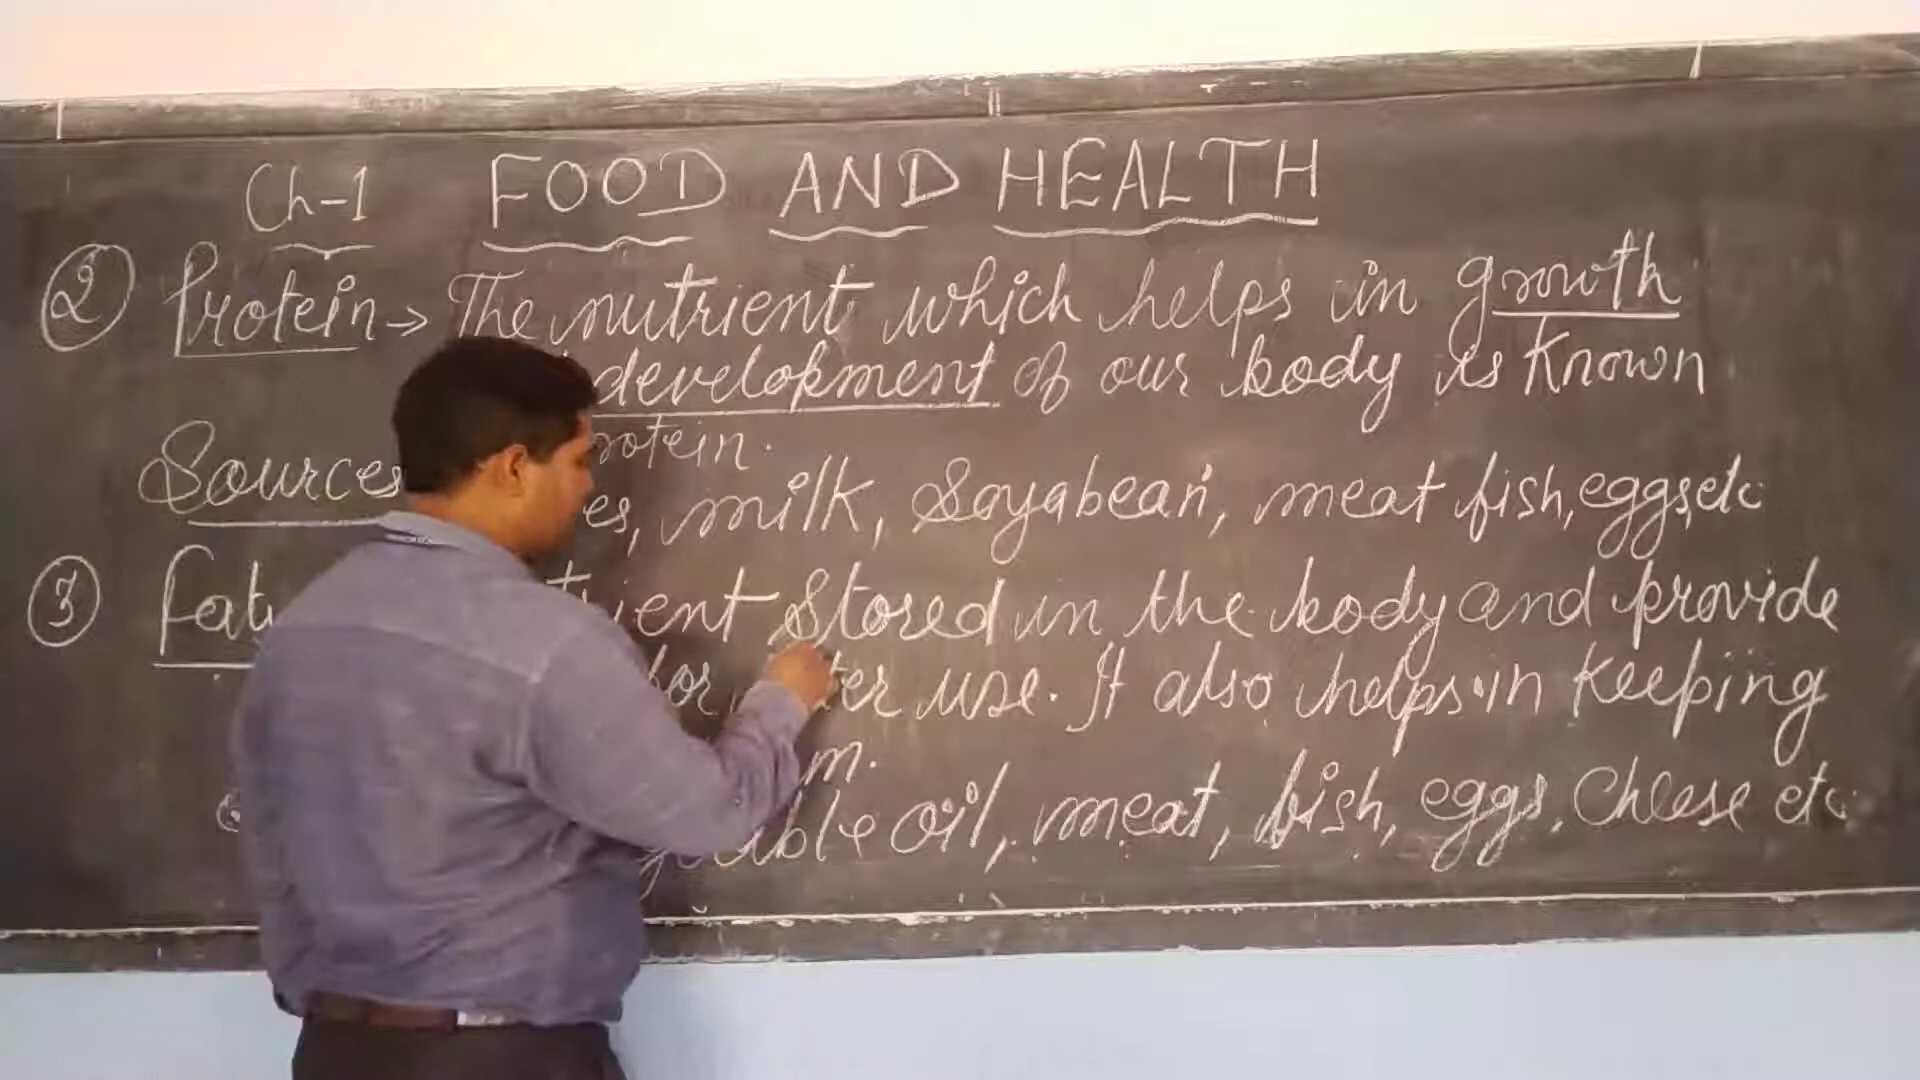 Ch-1 FOOD AND HEALTH
② Protein → The nutrient which helps in growth
development of our body is known
rotein.
Sources es, milk, Soyabean, meat fish, eggs, etc
③ Fat trient Stored in the body and provide
for ter use. It also helps in keeping
m.
ble oil, meat, fish, eggs, Cheese etc.